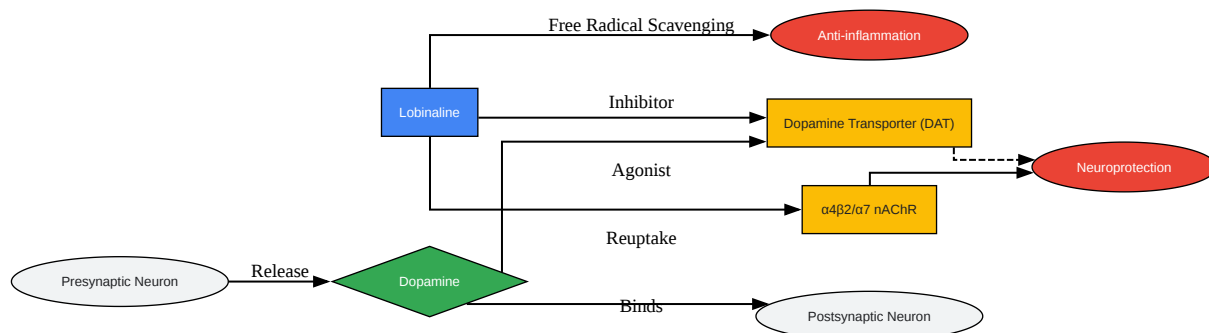 Free Radical Scavenging
Anti-inflammation
Lobinaline
Inhibitor
Dopamine Transporter (DAT)
Agonist
Neuroprotection
α4β2/α7 nAChR
Reuptake
Presynaptic Neuron
Release
Dopamine
Binds
Postsynaptic Neuron